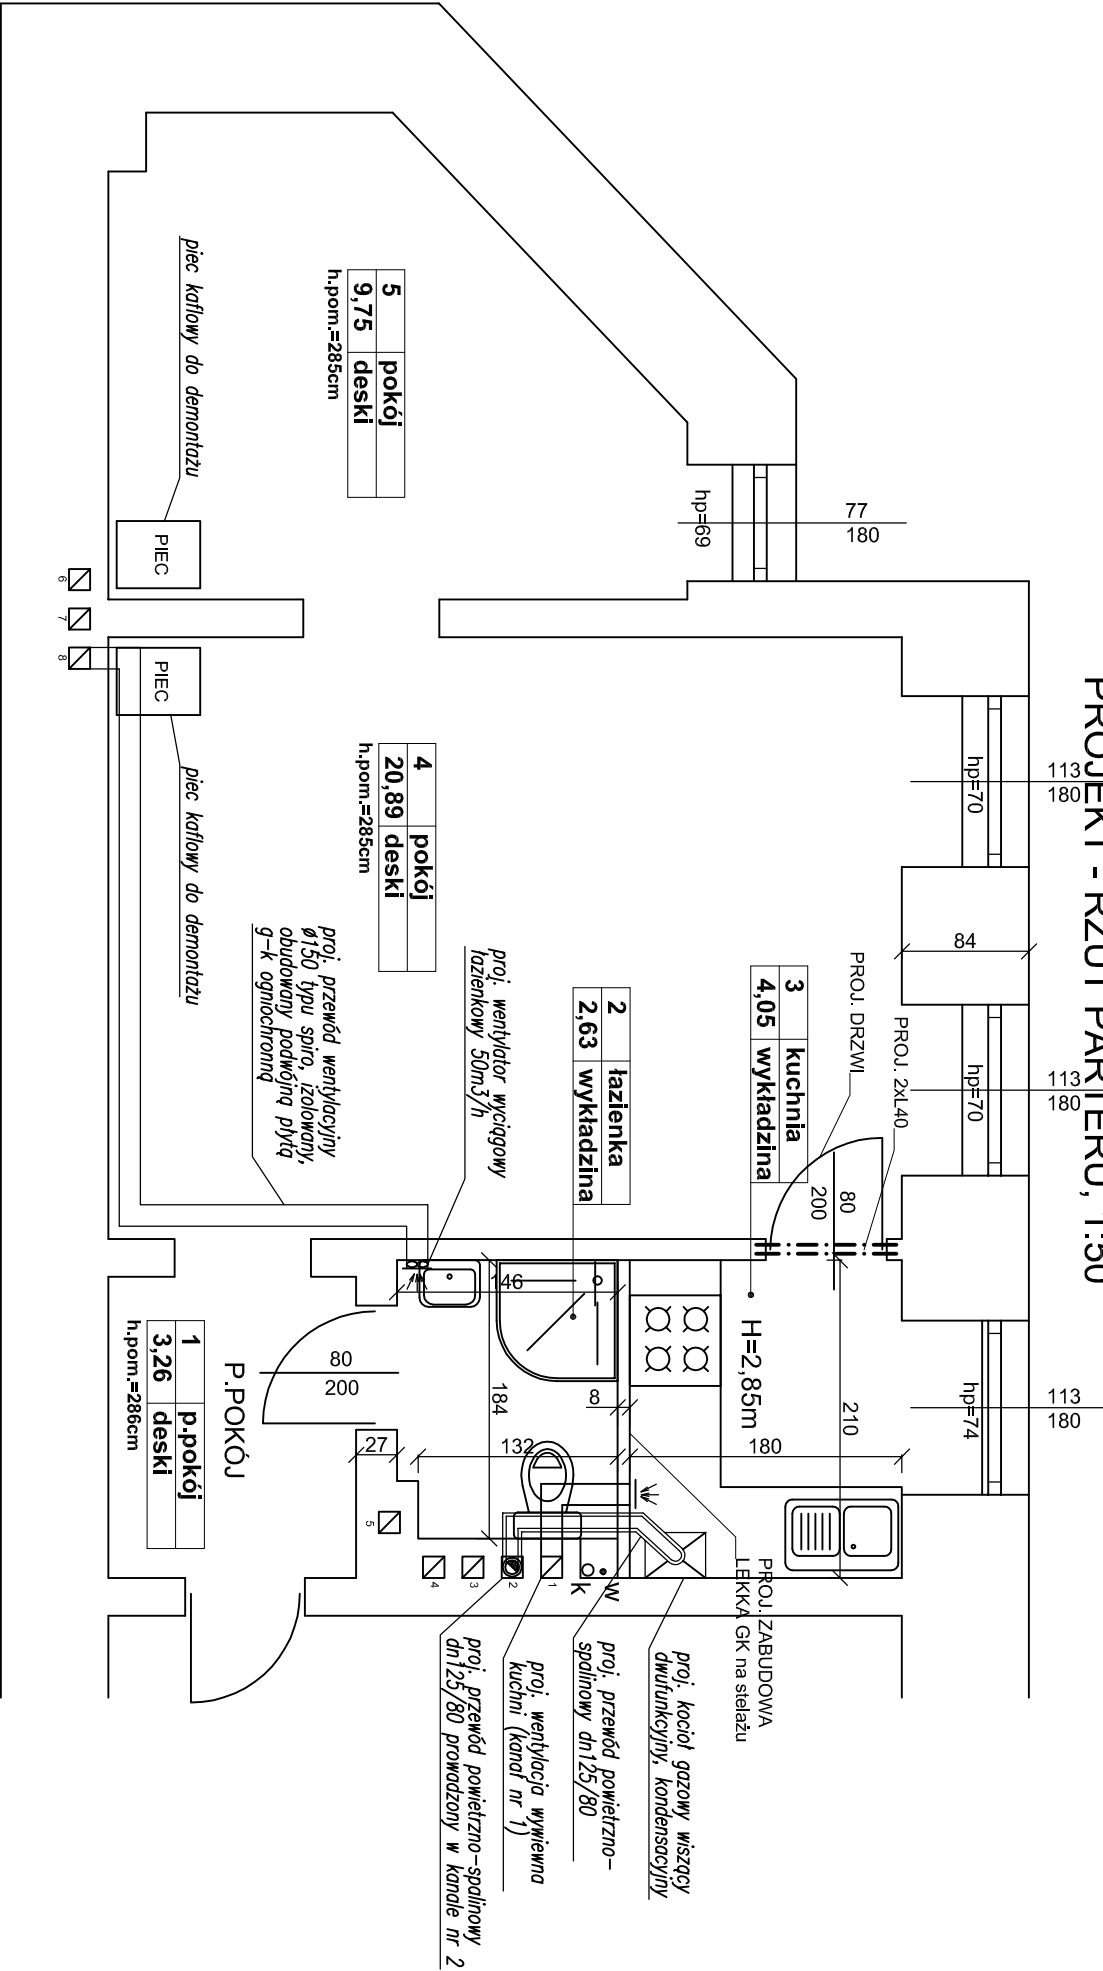 PROJEKT - RZUT PARTERU, 1:50
77
180
hp=69
113
180
hp=70
84
113
180
hp=70
113
180
hp=74
PROJ. 2xL40
PROJ. DRZWI
80
200
3 kuchnia
4,05 wykładzina
H=2,85m
210
180
8
2 łazienka
2,63 wykładzina
146
184
132
27
proj. wentylator wyciągowy
łazienkowy 50m3/h
5 pokój
9,75 deski
h.pom.=285cm
4 pokój
20,89 deski
h.pom.=285cm
proj. przewód wentylacyjny
ø150 typu spiro, izolowany,
obudowany podwójną płytą
g-k ogniochronną
piec kaflowy do demontażu
PIEC
PIEC
piec kaflowy do demontażu
6
7
8
80
200
P.POKÓJ
1 p.pokój
3,26 deski
h.pom.=286cm
5
4
3
2
1
k
w
PROJ. ZABUDOWA
LEKKA GK na stelażu
proj. kocioł gazowy wiszący
dwufunkcyjny, kondensacyjny
proj. przewód powietrzno-
spalinowy dn125/80
proj. wentylacja wywiewna
kuchni (kanał nr 1)
proj. przewód powietrzno-spalinowy
dn125/80 prowadzony w kanale nr 2